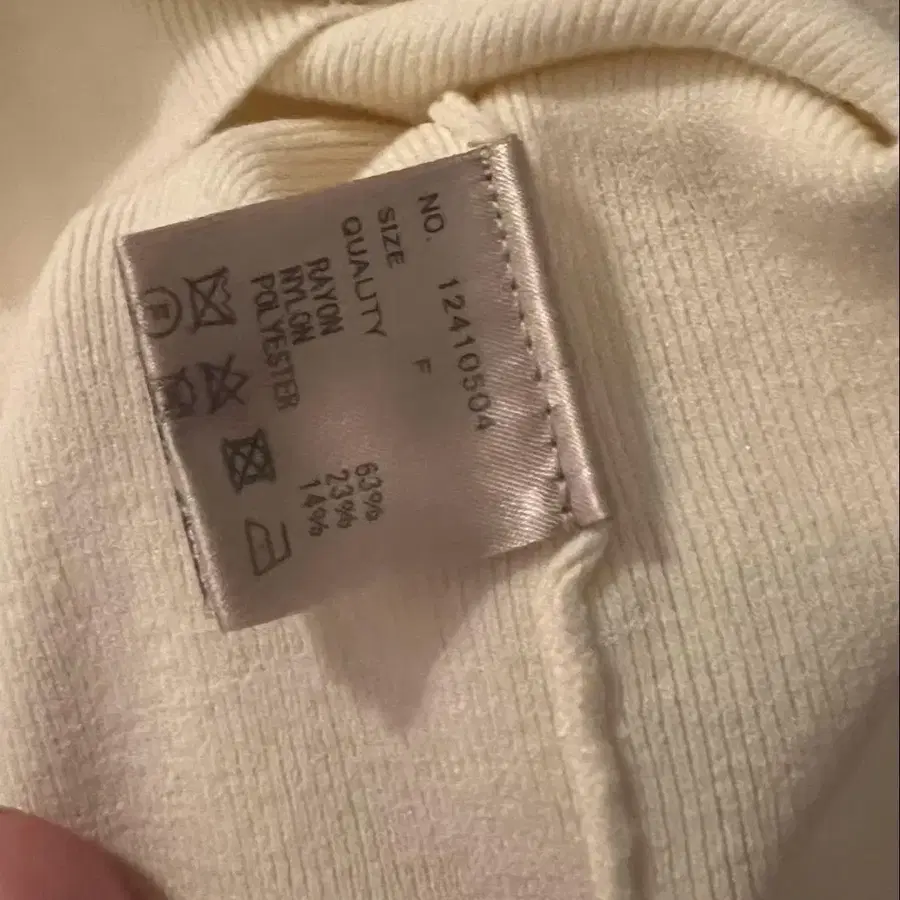 NO. 12410504
SIZE F
QUALITY
RAYON 63%
NYLON 23%
POLYESTER 14%